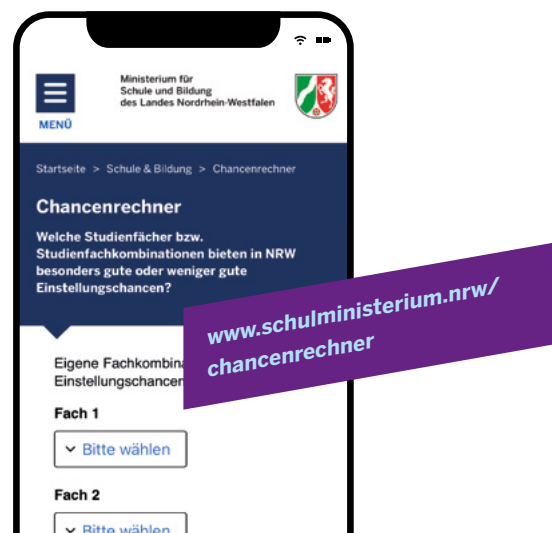 Ministerium für
Schule und Bildung
des Landes Nordrhein-Westfalen
MENÜ
Startseite > Schule & Bildung > Chancenrechner
Chancenrechner
Welche Studienfächer bzw.
Studienfachkombinationen bieten in NRW
besonders gute oder weniger gute
Einstellungschancen?
www.schulministerium.nrw/
chancenrechner
Eigene
Fach 1
Bitte wählen
Fach 2
Bitte wählen